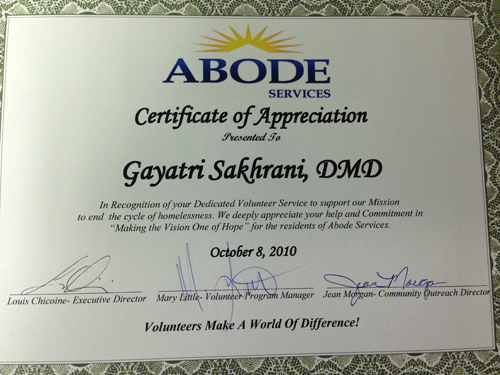 ABODE
SERVICES
Certificate of Appreciation
Presented To
Gayatri Sakhrani, DMD
In Recognition of your Dedicated Volunteer Service to support our Mission
to end the cycle of homelessness. We deeply appreciate your help and Commitment in
"Making the Vision One of Hope" for the residents of Abode Services.
October 8, 2010
Jean Morgan
Louis Chicoine- Executive Director Mary Little- Volunteer Program Manager Jean Morgan- Community Outreach Director
Volunteers Make A World Of Difference!